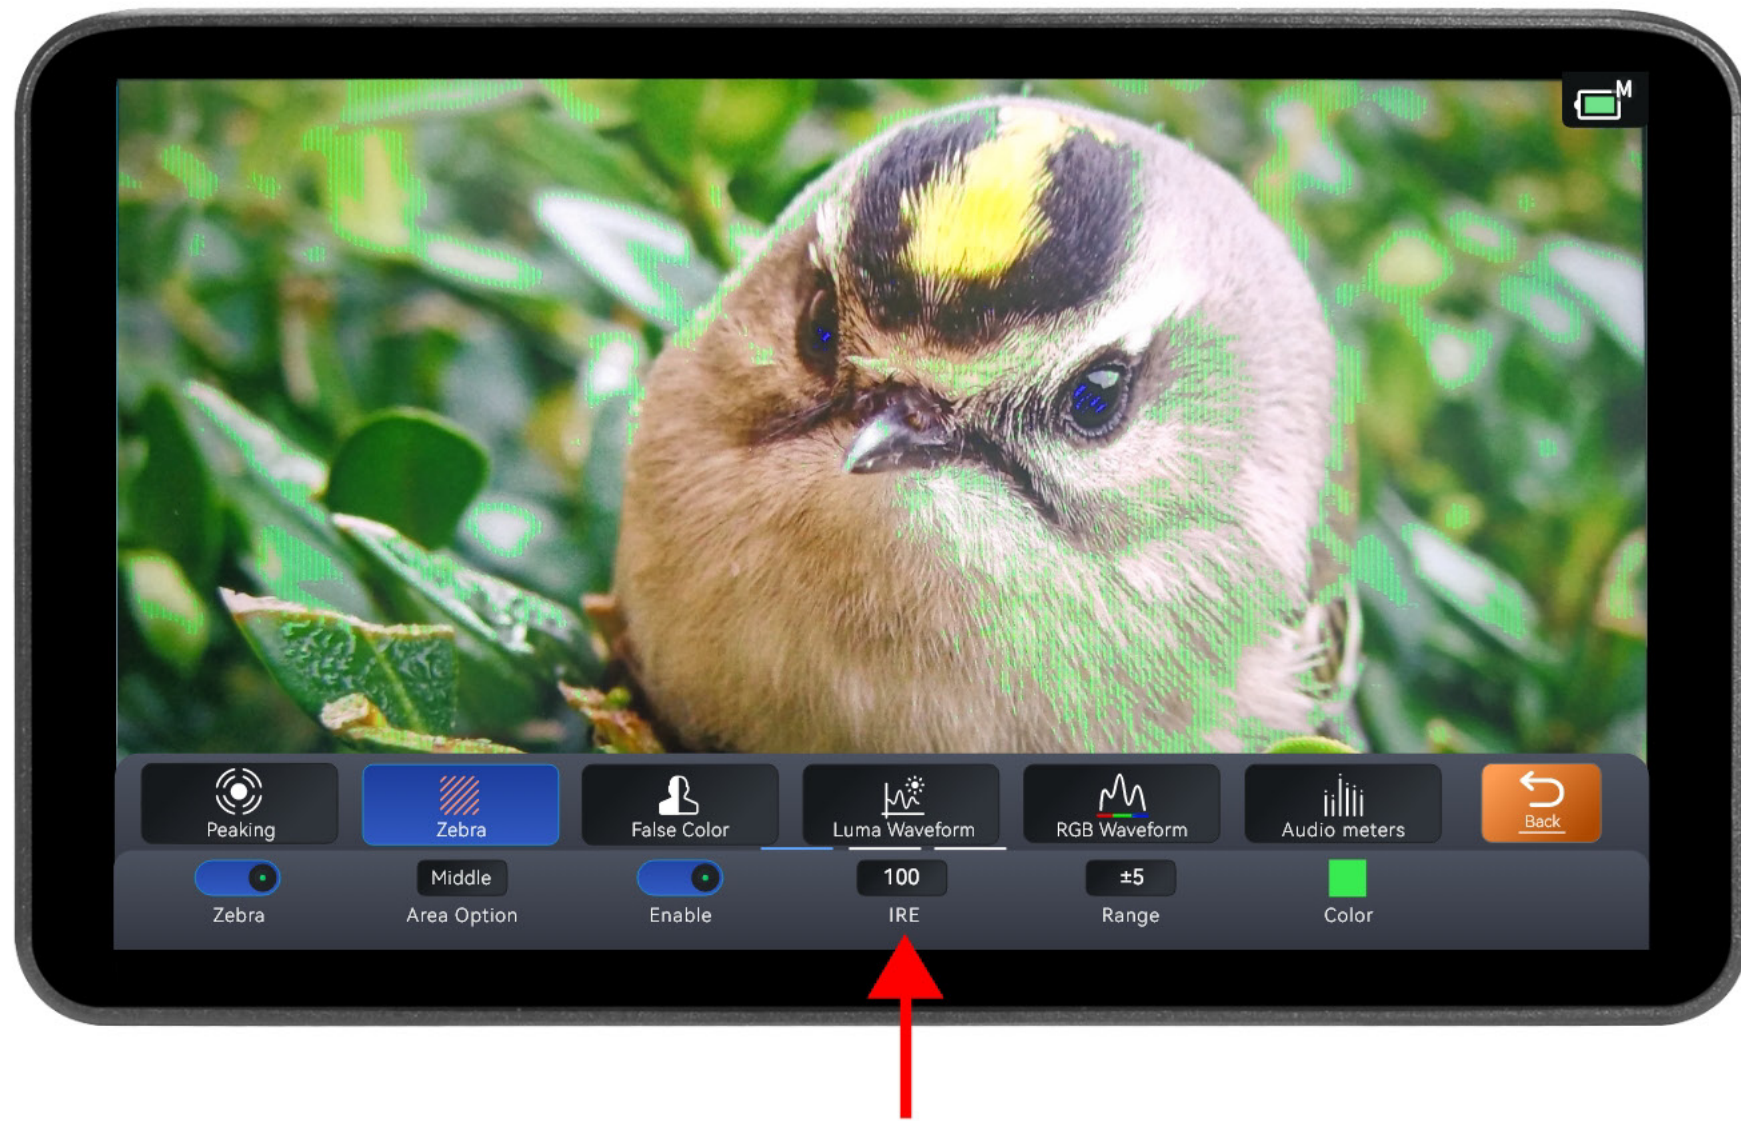 M
Peaking
Zebra
False Color
Luma Waveform
RGB Waveform
Audio meters
Back
Middle
100
±5
Zebra
Area Option
Enable
IRE
Range
Color